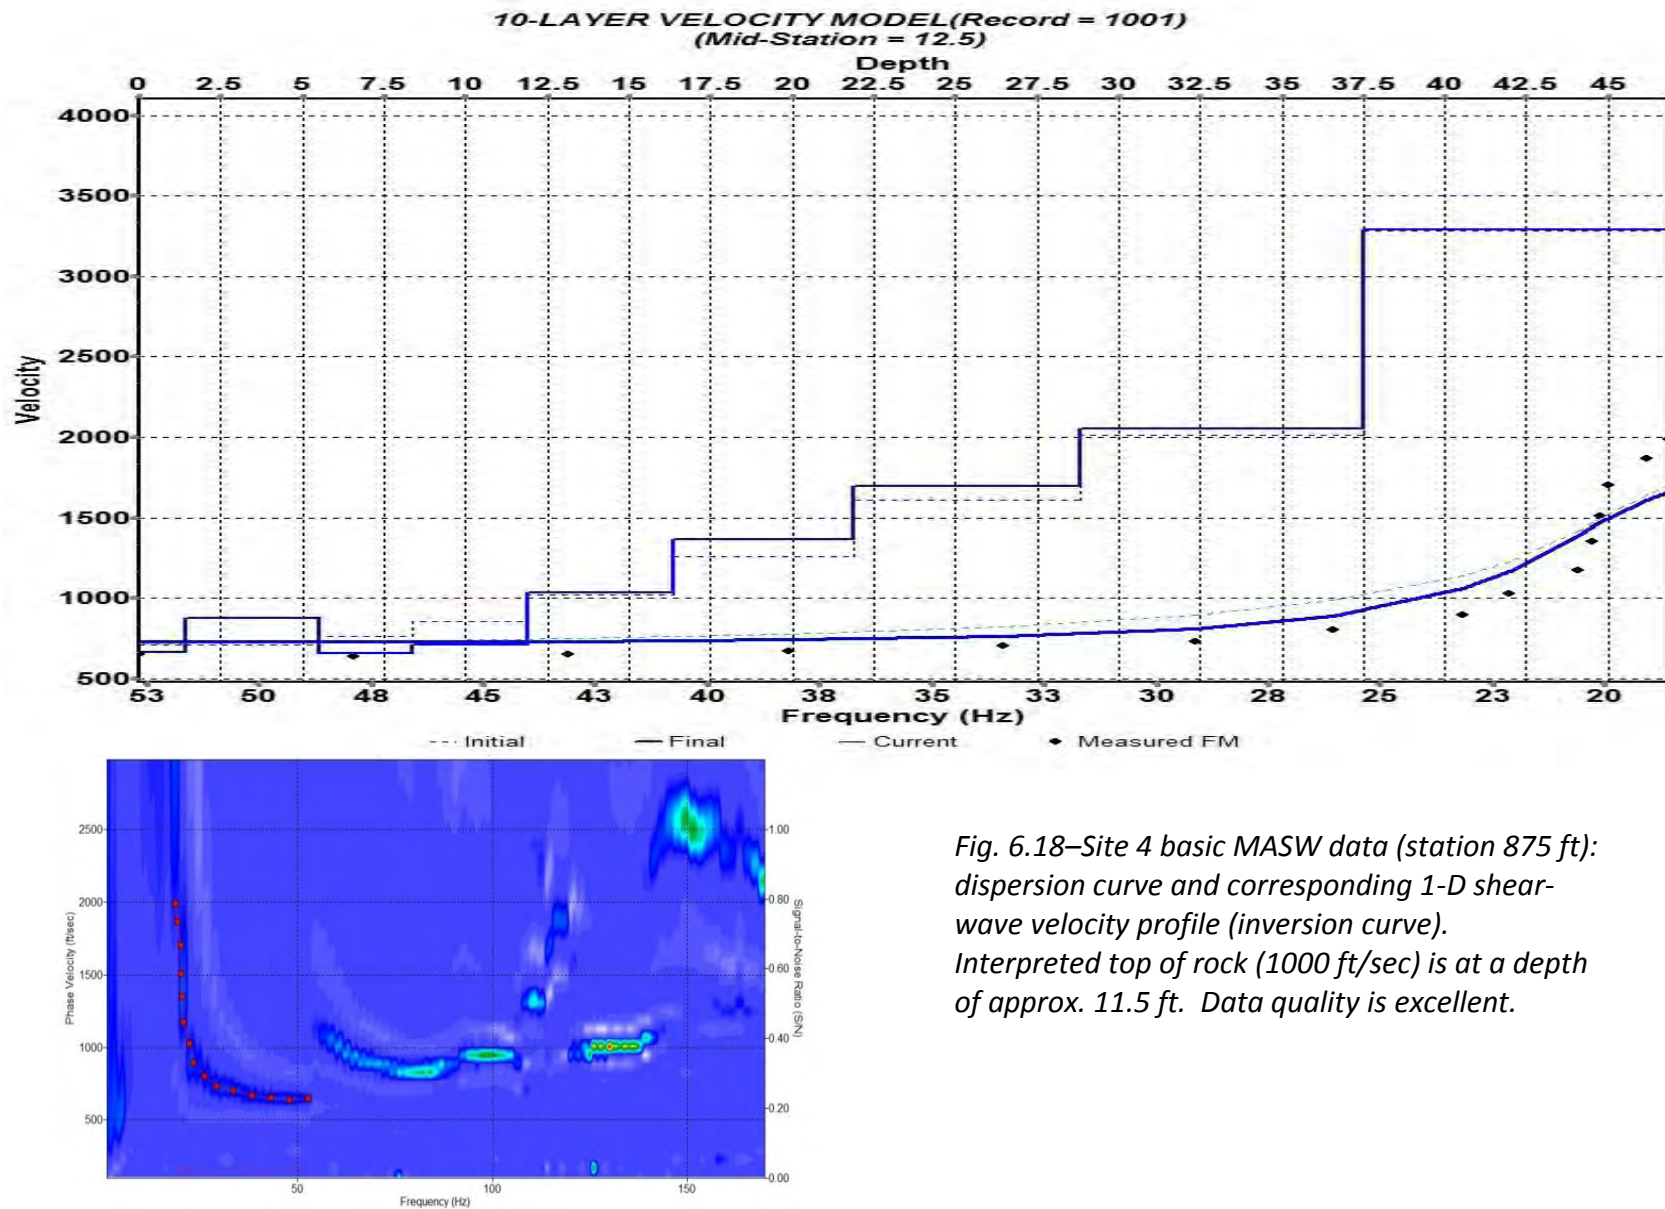 10-LAYER VELOCITY MODEL(Record = 1001)
(Mid-Station = 12.5)
Depth
0 2.5 5 7.5 10 12.5 15 17.5 20 22.5 25 27.5 30 32.5 35 37.5 40 42.5 45
4000
3500
3000
2500
2000
1500
1000
500
Velocity
53 50 48 45 43 40 38 35 33 30 28 25 23 20
Frequency (Hz)
Initial Final Current Measured FM
2500
2000
1500
1000
500
Phase Velocity (ft/sec)
1.00
0.80
0.60
0.40
0.20
0.00
Signal-to-Noise Ratio (S/N)
50 100 150
Frequency (Hz)
Fig. 6.18–Site 4 basic MASW data (station 875 ft):
dispersion curve and corresponding 1-D shear-
wave velocity profile (inversion curve).
Interpreted top of rock (1000 ft/sec) is at a depth
of approx. 11.5 ft. Data quality is excellent.